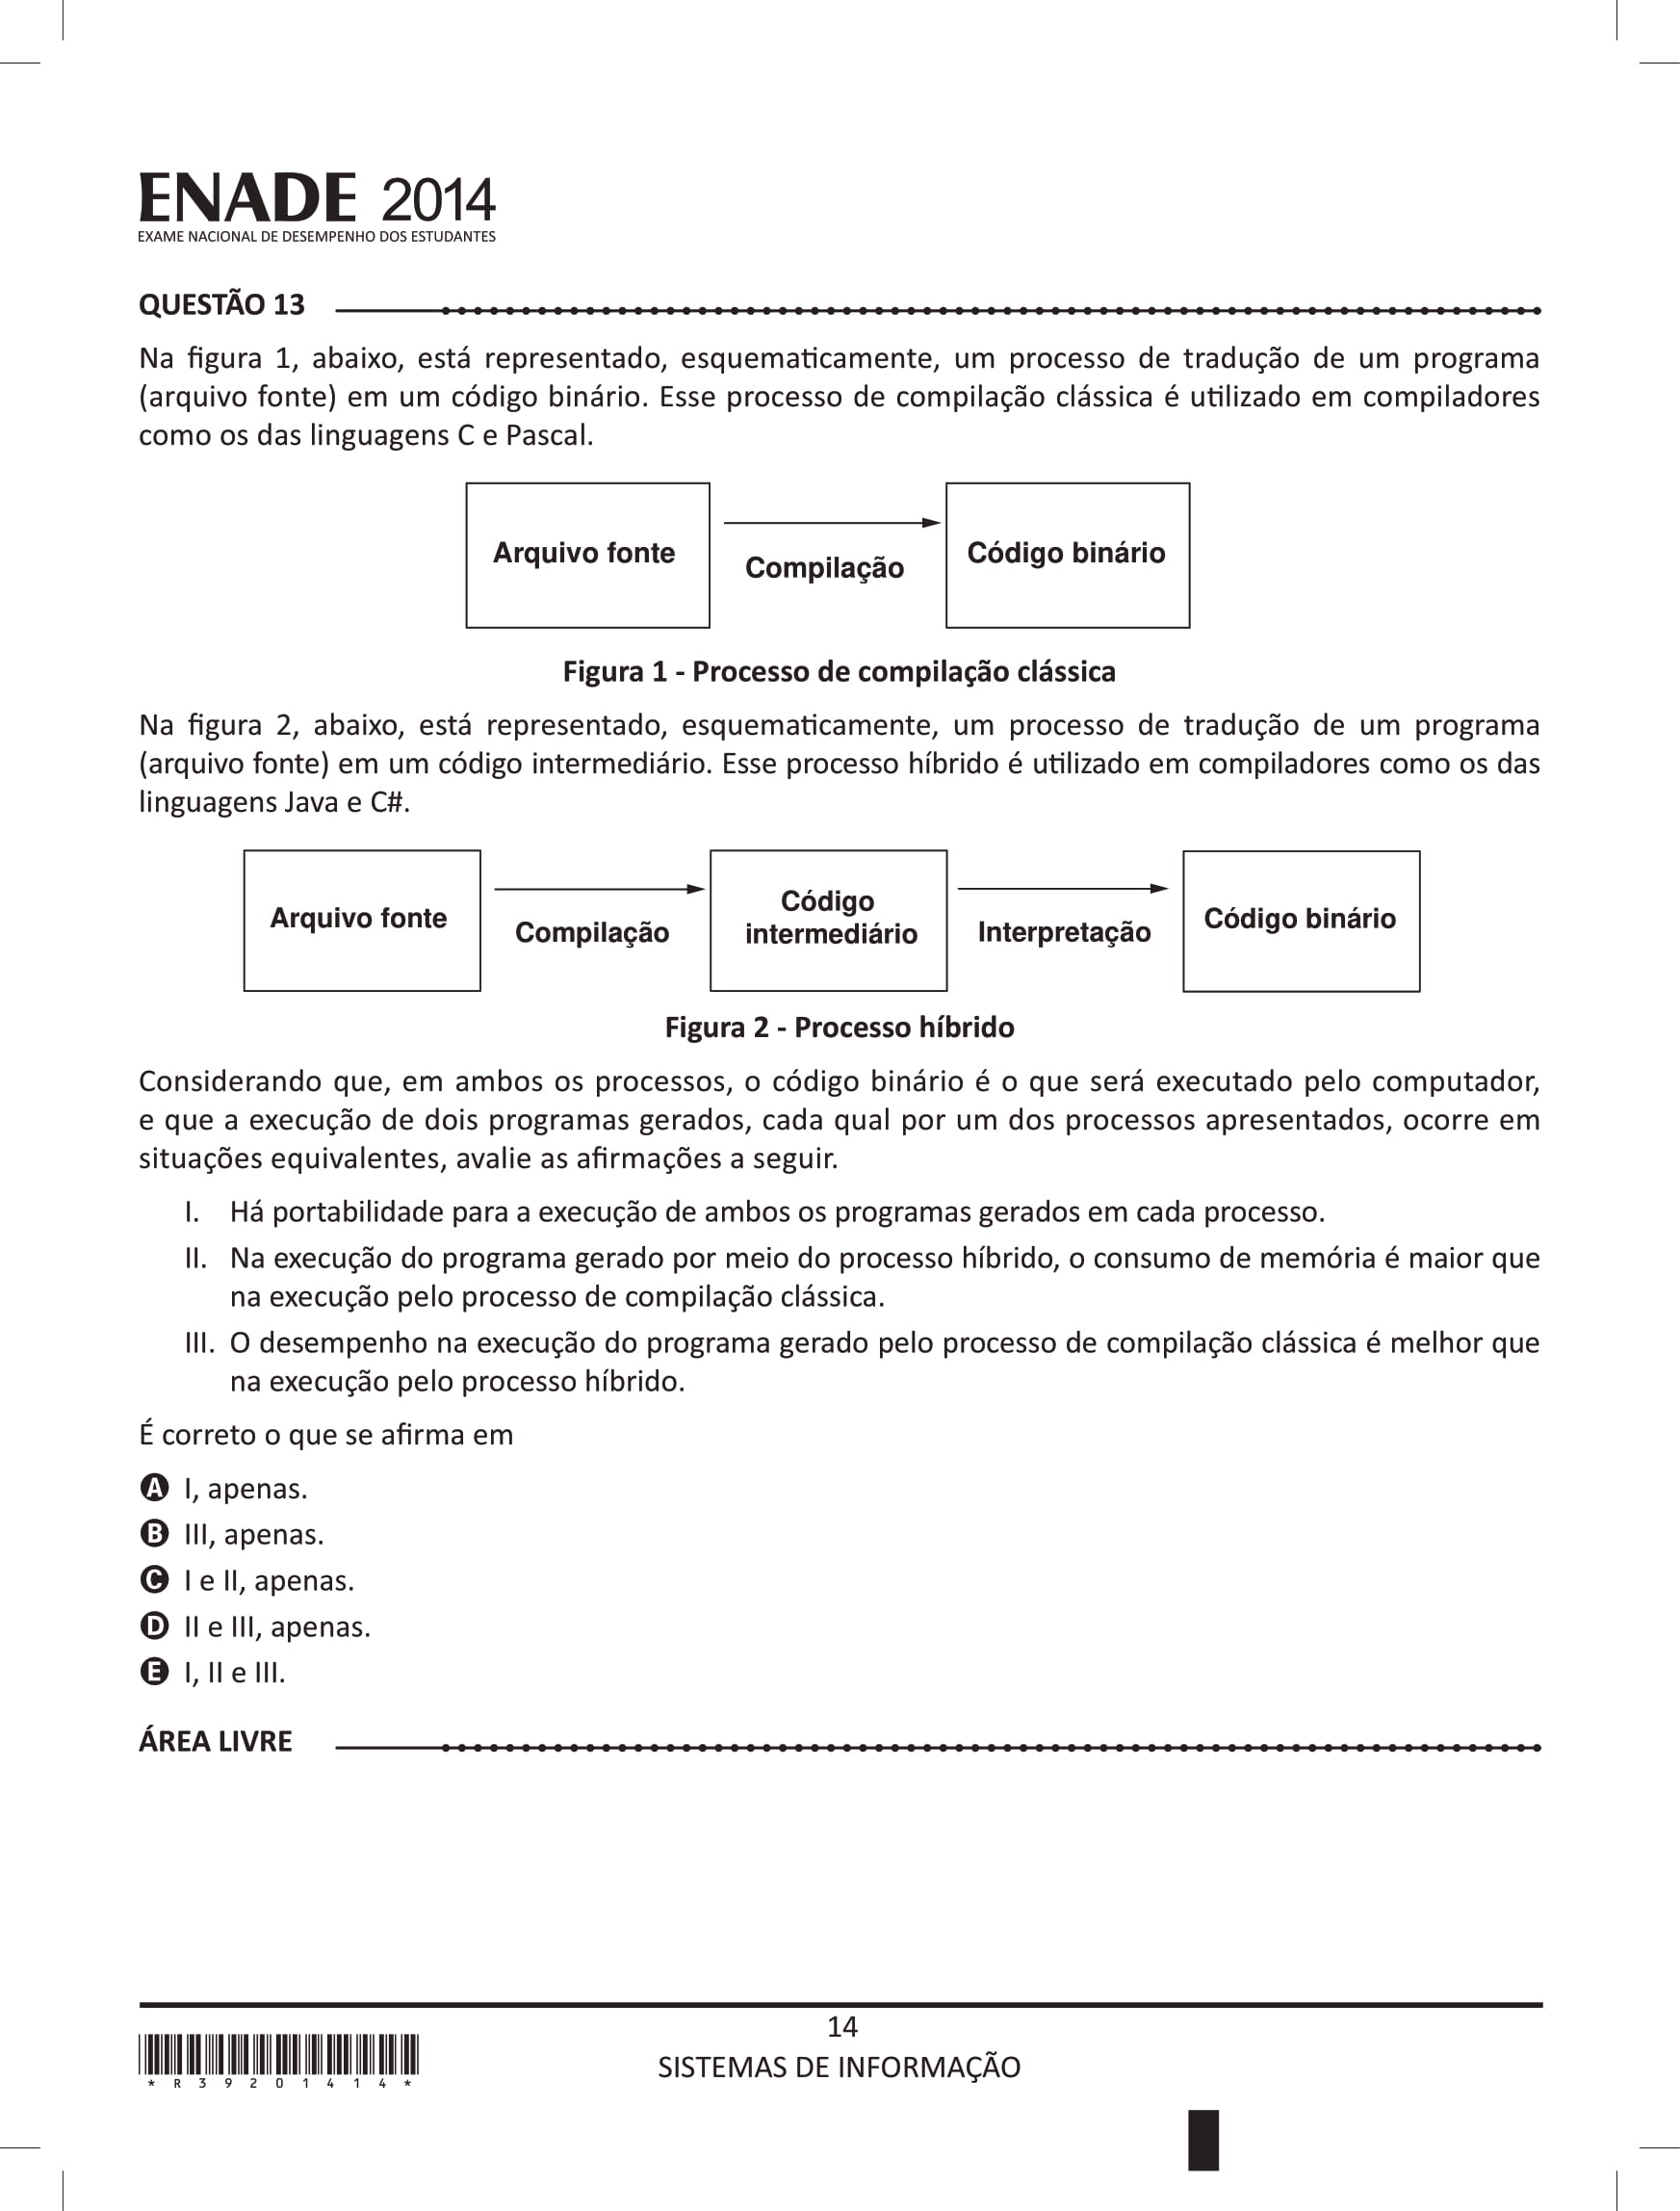 ENADE 2014
EXAME NACIONAL DE DESEMPENHO DOS ESTUDANTES
QUESTÃO 13
Na figura 1, abaixo, está representado, esquematicamente, um processo de tradução de um programa
(arquivo fonte) em um código binário. Esse processo de compilação clássica é utilizado em compiladores
como os das linguagens C e Pascal.
Arquivo fonte
Compilação
Código binário
Figura 1 - Processo de compilação clássica
Na figura 2, abaixo, está representado, esquematicamente, um processo de tradução de um programa
(arquivo fonte) em um código intermediário. Esse processo híbrido é utilizado em compiladores como os das
linguagens Java e C#.
Arquivo fonte
Compilação
Código
intermediário
Interpretação
Código binário
Figura 2 - Processo híbrido
Considerando que, em ambos os processos, o código binário é o que será executado pelo computador,
e que a execução de dois programas gerados, cada qual por um dos processos apresentados, ocorre em
situações equivalentes, avalie as afirmações a seguir.
I. Há portabilidade para a execução de ambos os programas gerados em cada processo.
II. Na execução do programa gerado por meio do processo híbrido, o consumo de memória é maior que
na execução pelo processo de compilação clássica.
III. O desempenho na execução do programa gerado pelo processo de compilação clássica é melhor que
na execução pelo processo híbrido.
É correto o que se afirma em
A I, apenas.
B III, apenas.
C I e II, apenas.
D II e III, apenas.
E I, II e III.
ÁREA LIVRE
14
SISTEMAS DE INFORMAÇÃO
* R 3 9 2 0 1 4 1 4 *